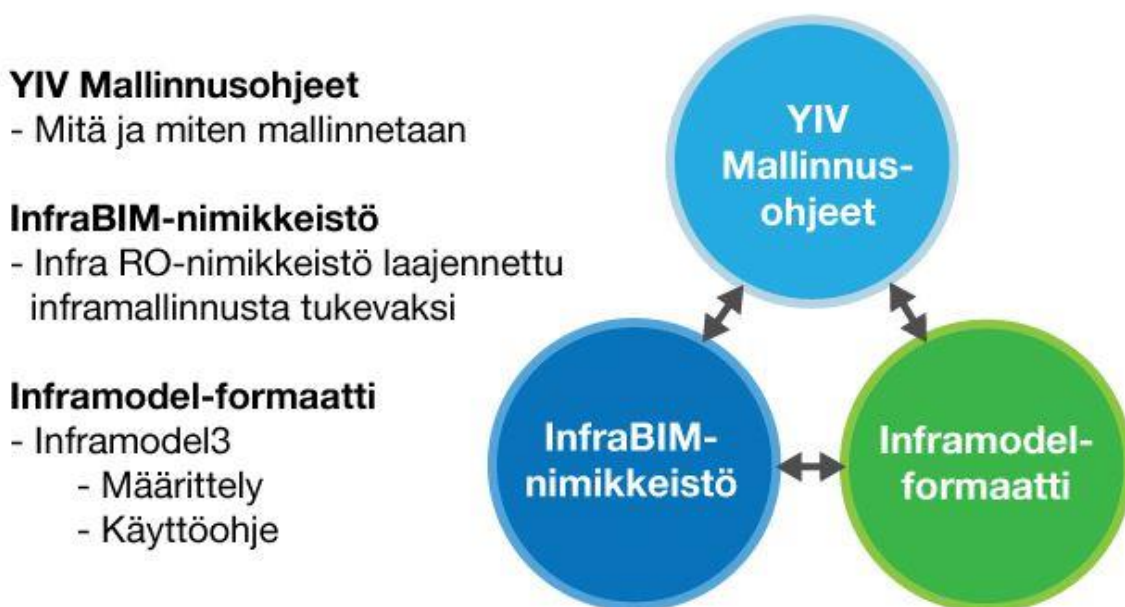 YIV Mallinnusohjeet
- Mitä ja miten mallinnetaan
InfraBIM-nimikkeistö
- Infra RO-nimikkeistö laajennettu
inframallinnusta tukevaksi
Inframodel-formaatti
- Inframodel3
- Määrittely
- Käyttöohje
YIV
Mallinnus-
ohjeet
InfraBIM-
nimikkeistö
Inframodel-
formaatti